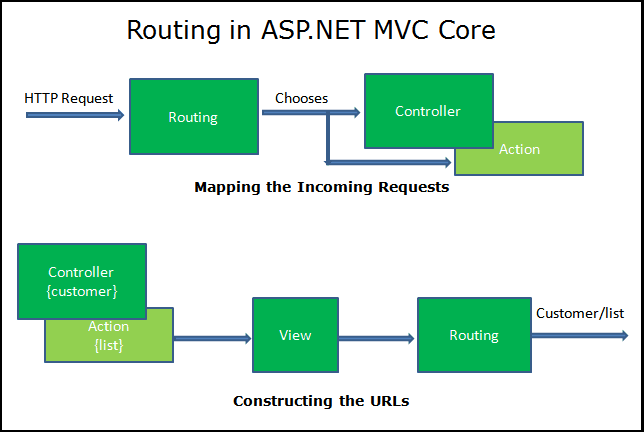 Routing in ASP.NET MVC Core
HTTP Request
Routing
Chooses
Controller
Action
Mapping the Incoming Requests
Controller
{customer}
Action
{list}
View
Routing
Customer/list
Constructing the URLs